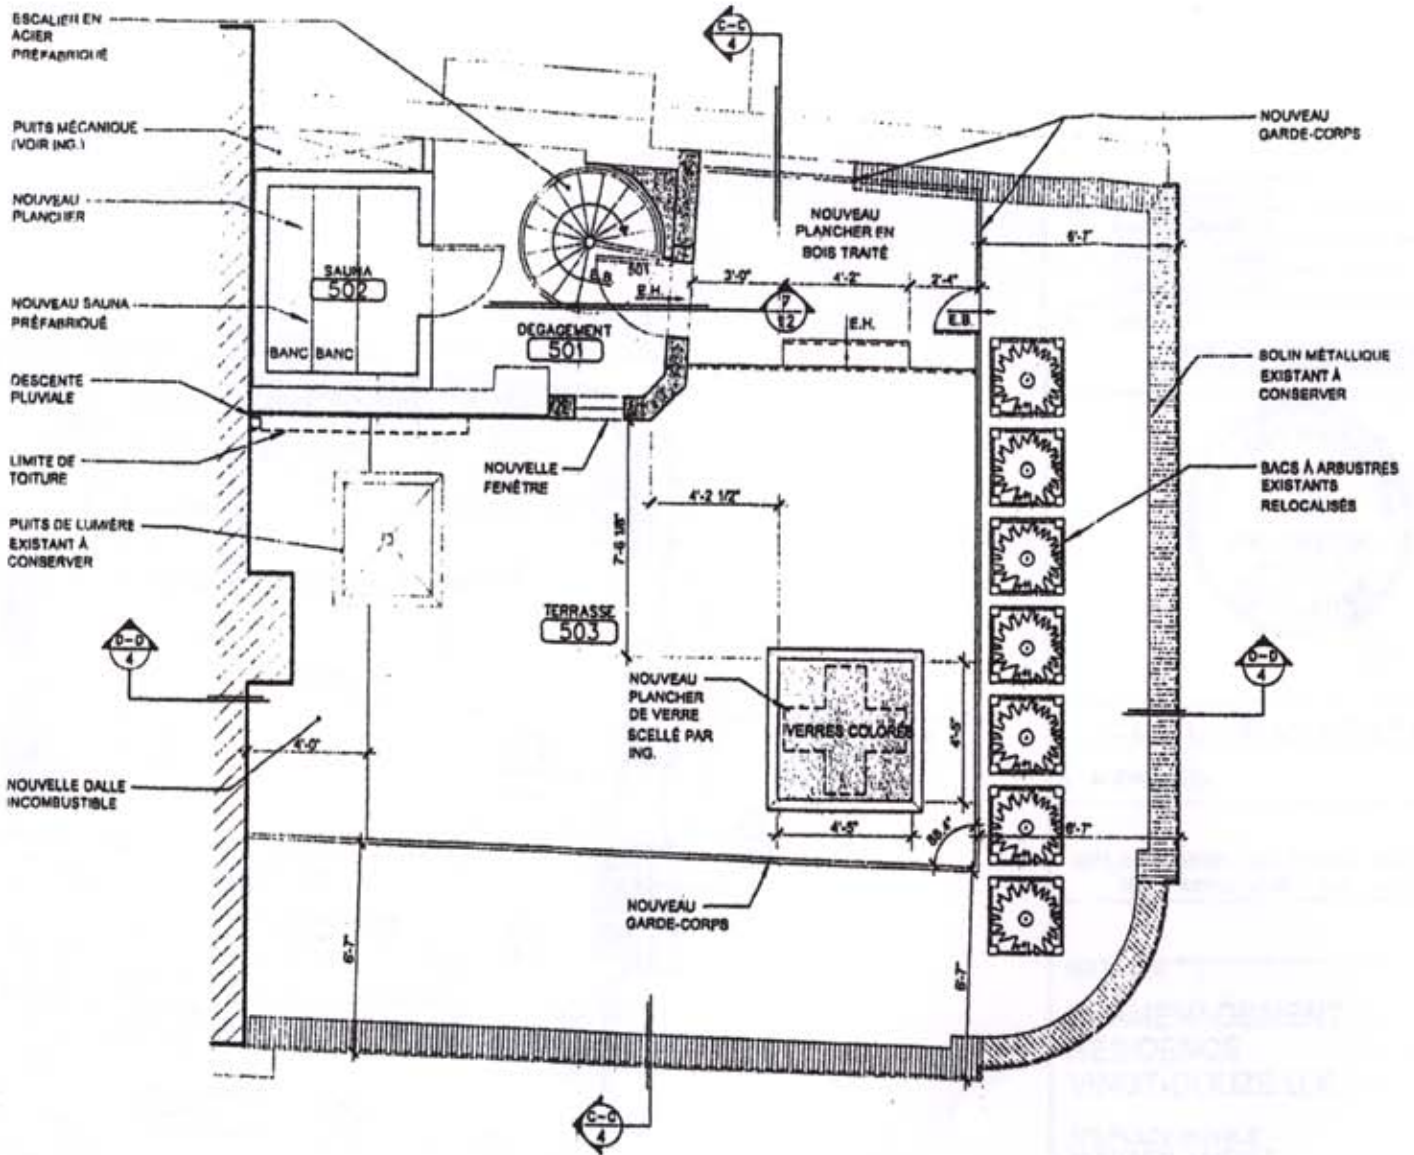 ESCALIER EN
ACIER
PRÉFABRIQUÉ
C-C
4
PUITS MÉCANIQUE
(VOIR ING.)
NOUVEAU
GARDE-CORPS
NOUVEAU
PLANCHER
NOUVEAU
PLANCHER EN
BOIS TRAITÉ
6'-7"
SAUNA
502
501
E.B.
E.H.
3'-0"
4'-2"
2'-4"
NOUVEAU SAUNA
PRÉFABRIQUÉ
7
12
E.H.
E.B.
DEGAGEMENT
501
BANC
BANC
SOLIN MÉTALLIQUE
EXISTANT À
CONSERVER
DESCENTE
PLUVIALE
LIMITE DE
TOITURE
NOUVELLE
FENÊTRE
BACS À ARBUSTRES
EXISTANTS
RELOCALISÉS
4'-2 1/2"
PUITS DE LUMIÈRE
EXISTANT À
CONSERVER
7'-6 1/8"
TERRASSE
503
D-D
4
D-D
4
NOUVEAU
PLANCHER
DE VERRE
SCELLÉ PAR
ING.
VERRES COLORÉS
4'-5"
4'-0"
NOUVELLE DALLE
INCOMBUSTIBLE
4'-5"
6'-7"
NOUVEAU
GARDE-CORPS
6'-7"
6'-7"
C-C
4